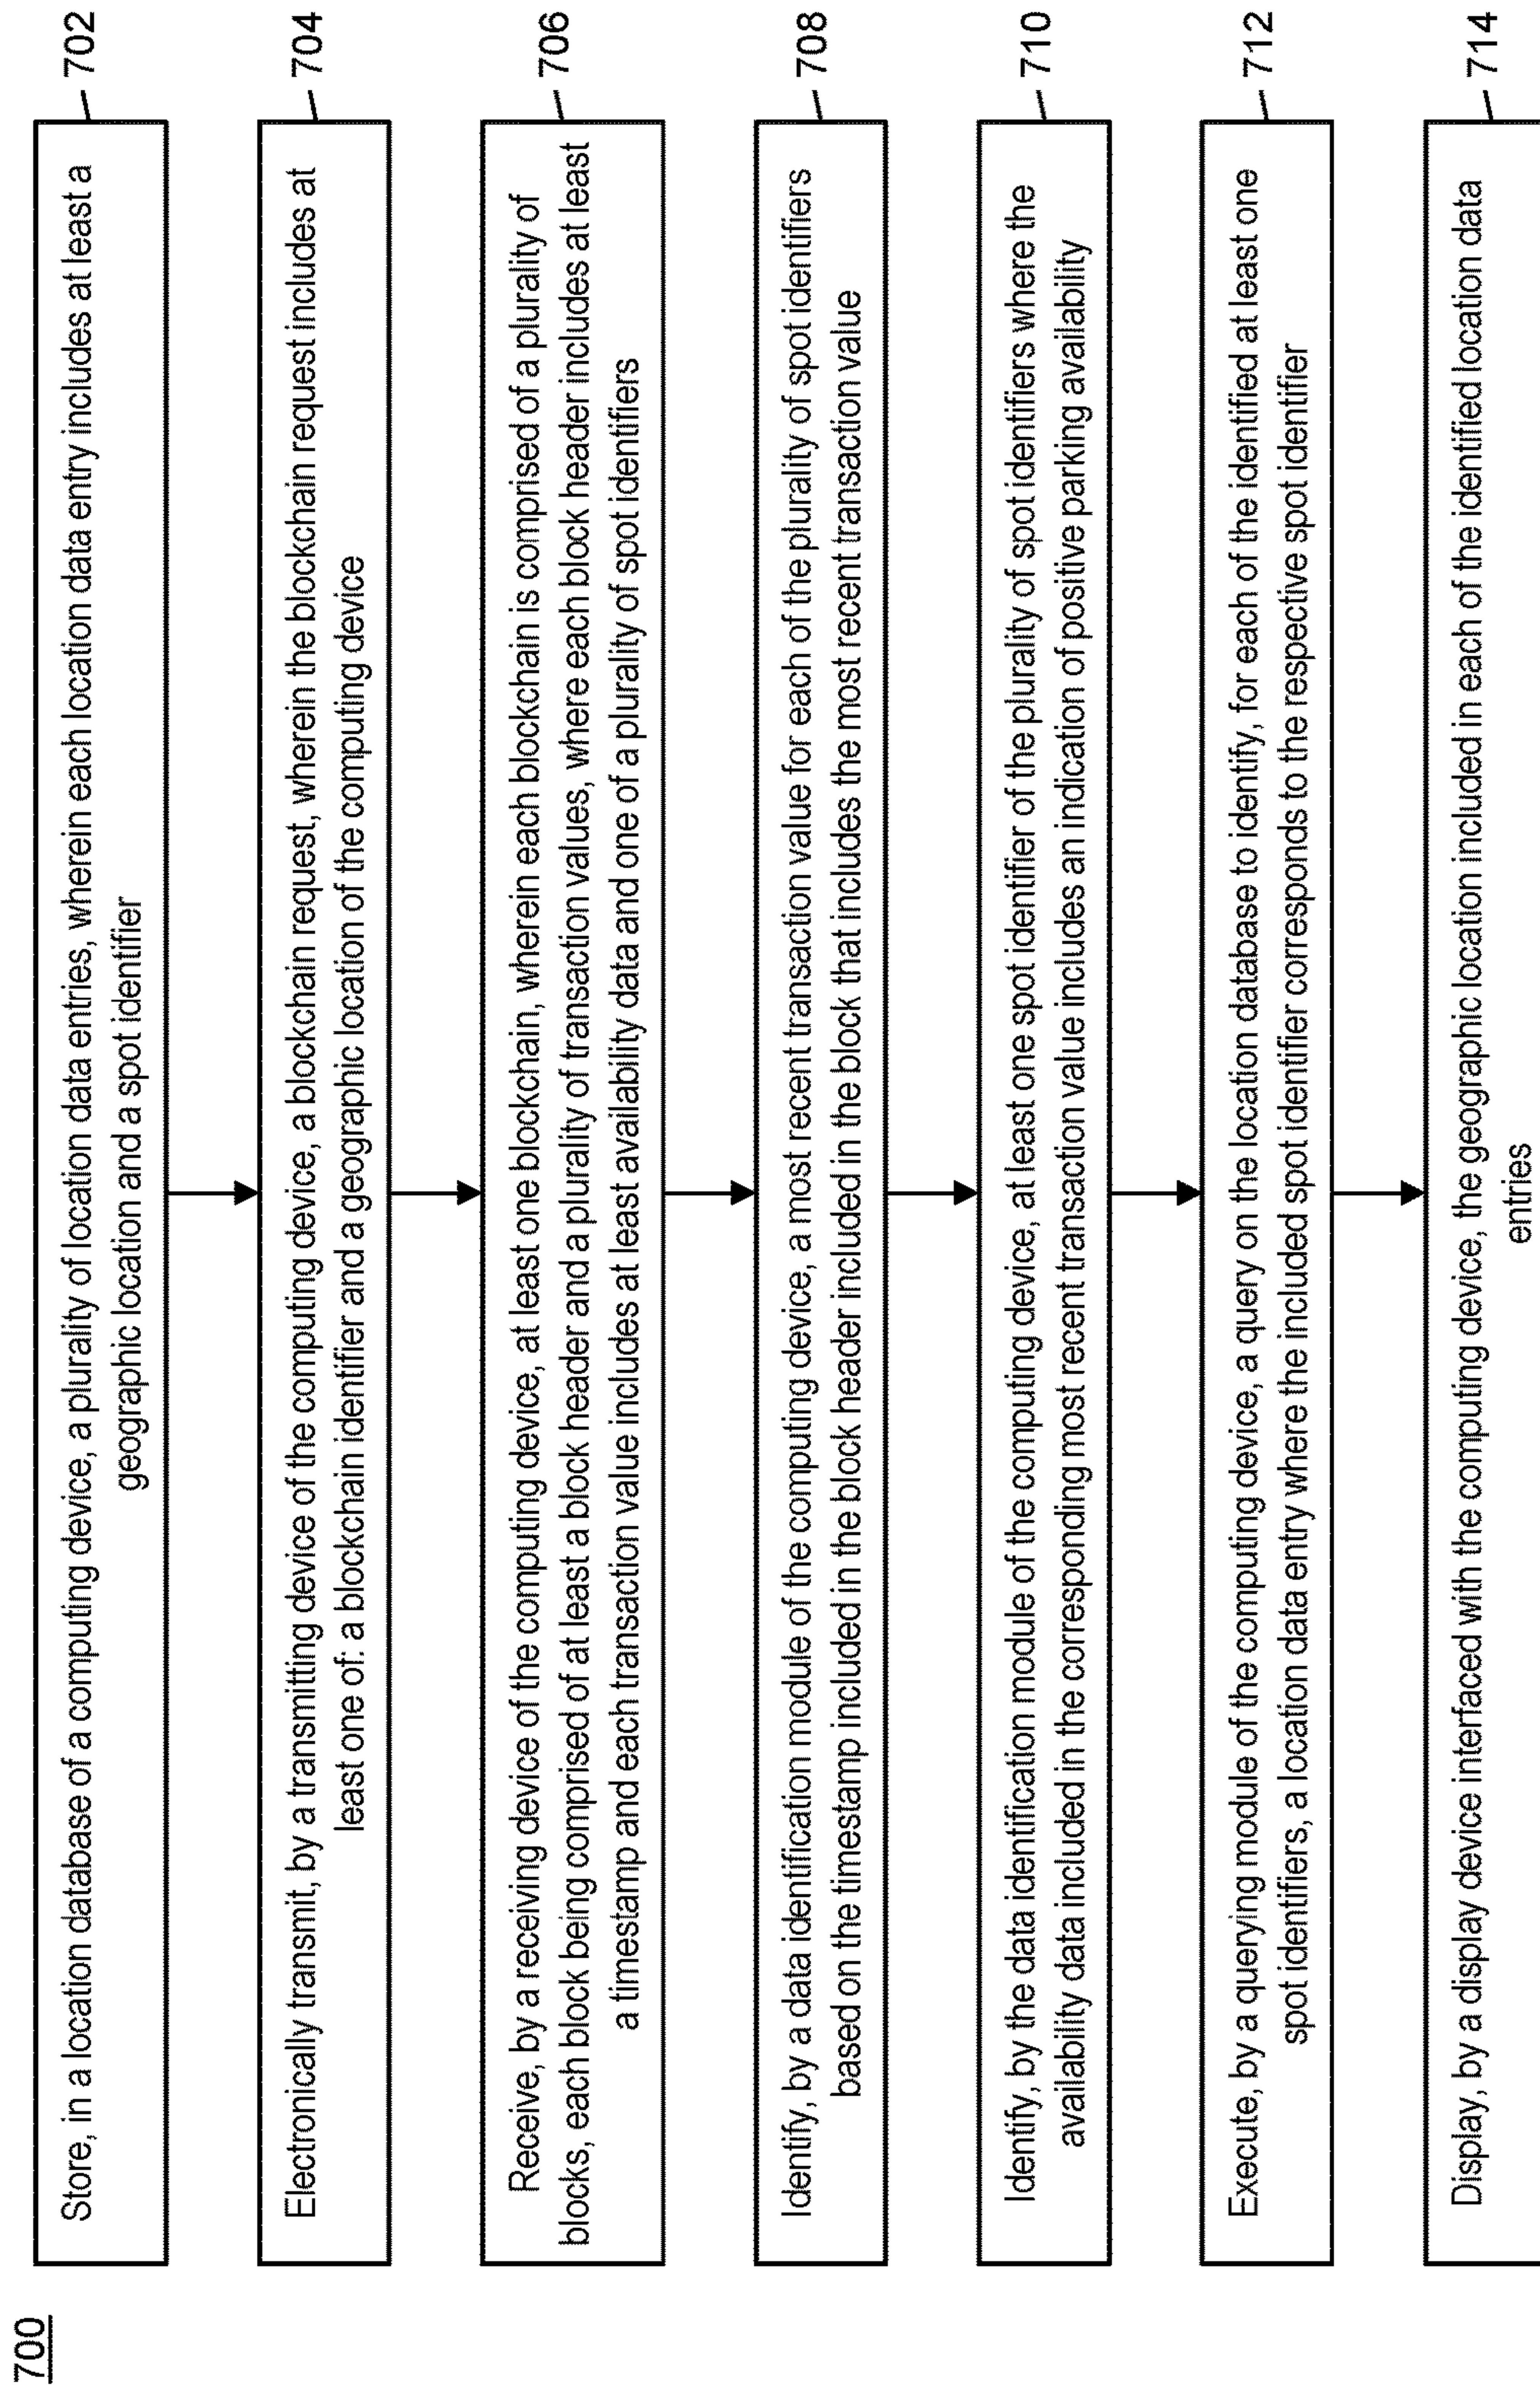 700
Store, in a location database of a computing device, a plurality of location data entries, wherein each location data entry includes at least a
geographic location and a spot identifier
702
Electronically transmit, by a transmitting device of the computing device, a blockchain request, wherein the blockchain request includes at
least one of: a blockchain identifier and a geographic location of the computing device
704
Receive, by a receiving device of the computing device, at least one blockchain, wherein each blockchain is comprised of a plurality of
blocks, each block being comprised of at least a block header and a plurality of transaction values, where each block header includes at least
a timestamp and each transaction value includes at least availability data and one of a plurality of spot identifiers
706
Identify, by a data identification module of the computing device, a most recent transaction value for each of the plurality of spot identifiers
based on the timestamp included in the block header included in the block that includes the most recent transaction value
708
Identify, by the data identification module of the computing device, at least one spot identifier of the plurality of spot identifiers where the
availability data included in the corresponding most recent transaction value includes an indication of positive parking availability
710
Execute, by a querying module of the computing device, a query on the location database to identify, for each of the identified at least one
spot identifiers, a location data entry where the included spot identifier corresponds to the respective spot identifier
712
Display, by a display device interfaced with the computing device, the geographic location included in each of the identified location data
entries
714